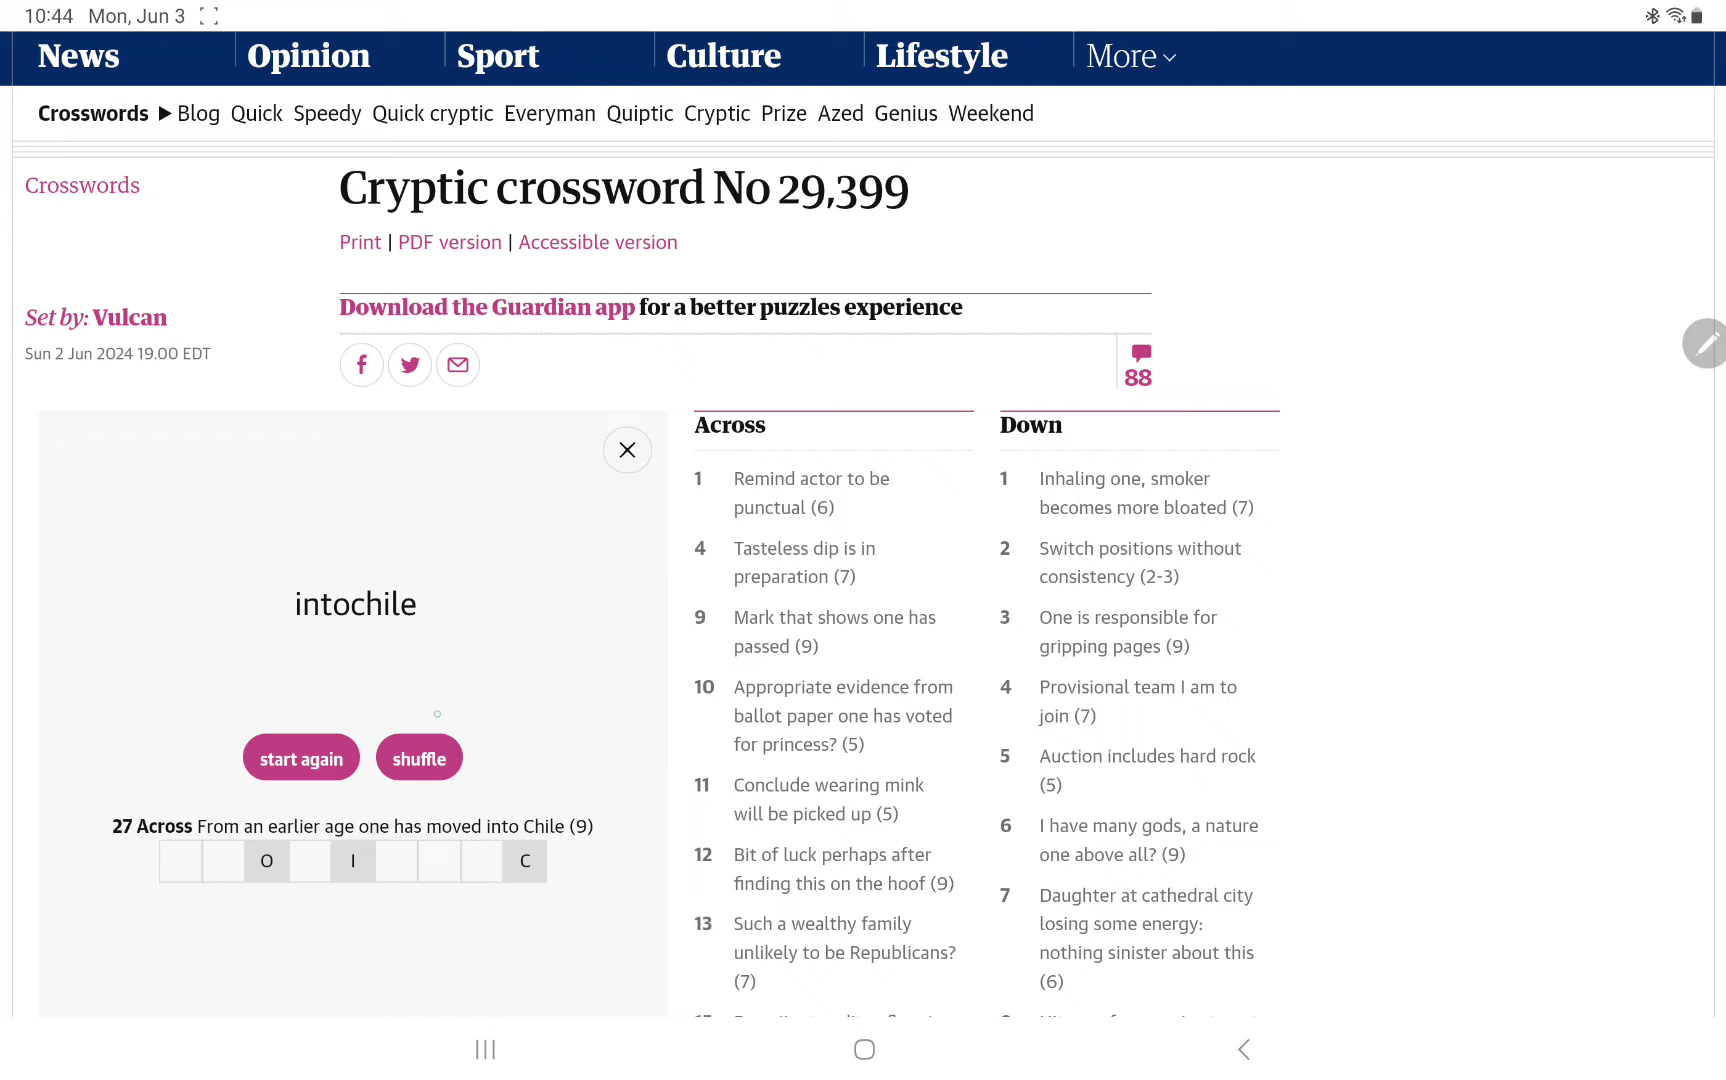 10:44 Mon, Jun 3
News Opinion Sport Culture Lifestyle More
Crosswords ▶ Blog Quick Speedy Quick cryptic Everyman Quiptic Cryptic Prize Azed Genius Weekend
Crosswords
Cryptic crossword No 29,399
Print | PDF version | Accessible version
Set by: Vulcan
Sun 2 Jun 2024 19.00 EDT
Download the Guardian app for a better puzzles experience
88
intochile
start again shuffle
27 Across From an earlier age one has moved into Chile (9)
O I C
Across
1 Remind actor to be
punctual (6)
4 Tasteless dip is in
preparation (7)
9 Mark that shows one has
passed (9)
10 Appropriate evidence from
ballot paper one has voted
for princess? (5)
11 Conclude wearing mink
will be picked up (5)
12 Bit of luck perhaps after
finding this on the hoof (9)
13 Such a wealthy family
unlikely to be Republicans?
(7)
Down
1 Inhaling one, smoker
becomes more bloated (7)
2 Switch positions without
consistency (2-3)
3 One is responsible for
gripping pages (9)
4 Provisional team I am to
join (7)
5 Auction includes hard rock
(5)
6 I have many gods, a nature
one above all? (9)
7 Daughter at cathedral city
losing some energy:
nothing sinister about this
(6)